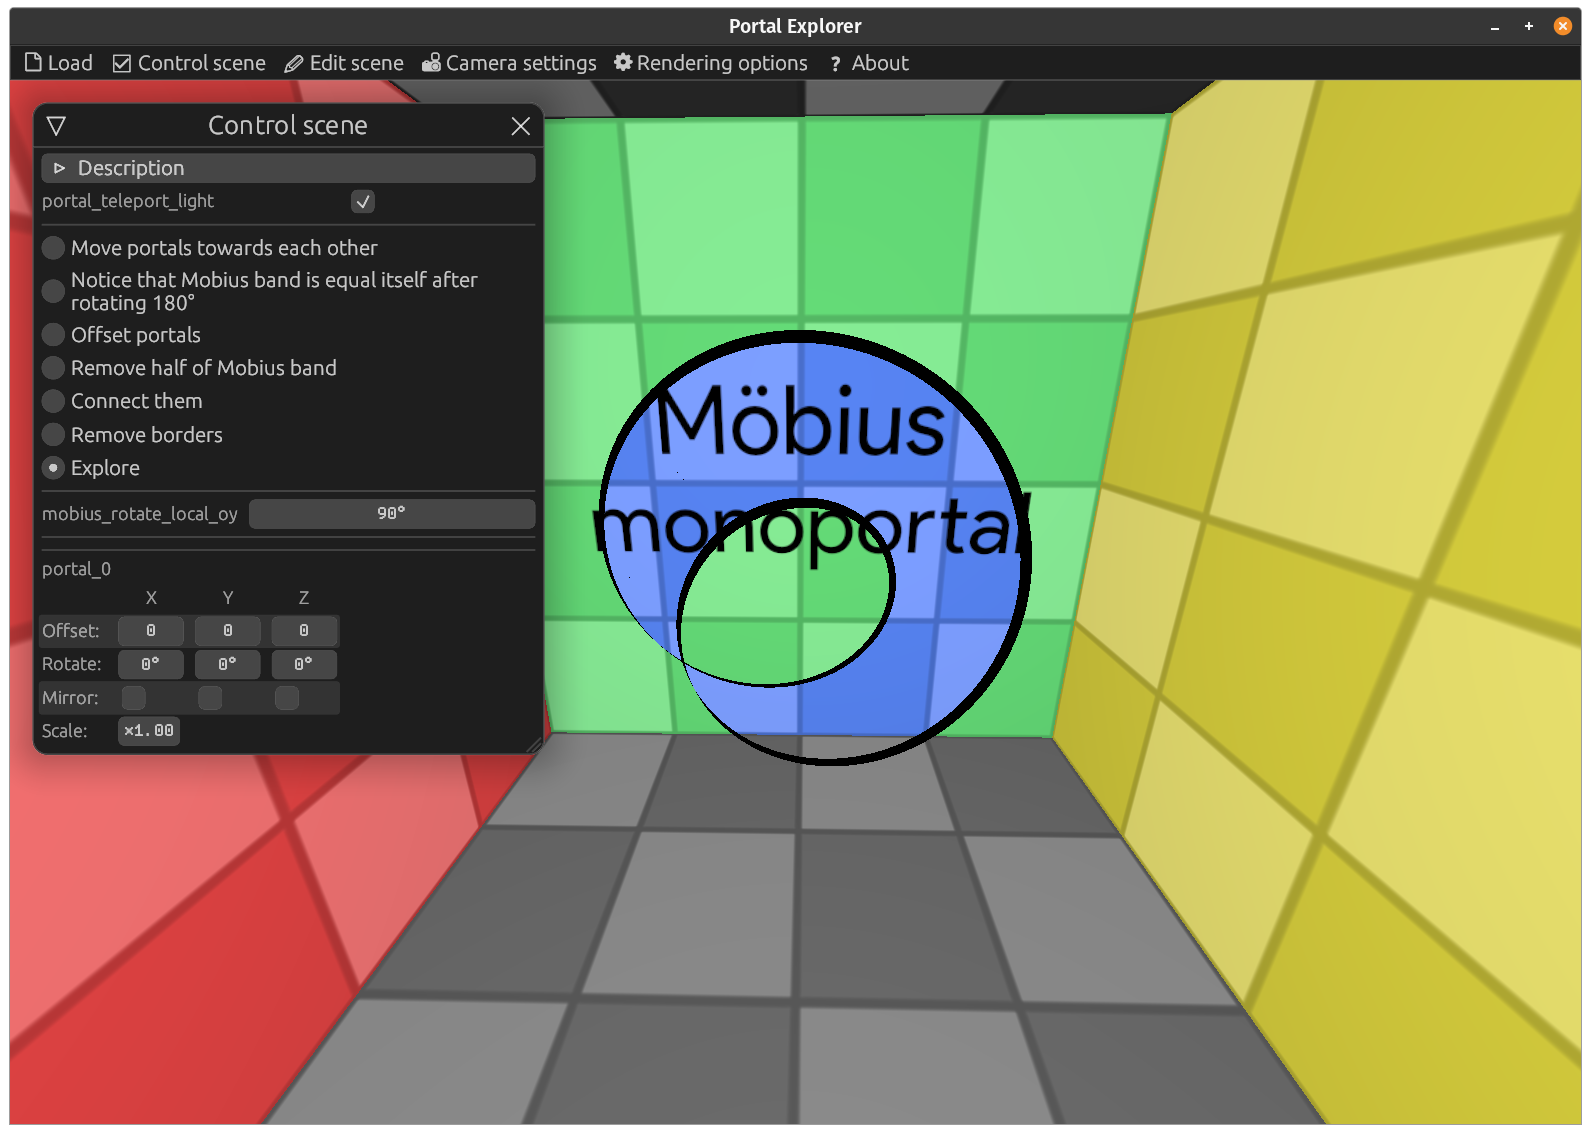 Portal Explorer
Load Control scene Edit scene Camera settings Rendering options ? About
Control scene
Description
portal_teleport_light
Move portals towards each other
Notice that Mobius band is equal itself after
rotating 180°
Offset portals
Remove half of Mobius band
Connect them
Remove borders
Explore
mobius_rotate_local_oy 90°
portal_0
X Y Z
Offset: 0 0 0
Rotate: 0° 0° 0°
Mirror:
Scale: ×1.00
Möbius
monoportal